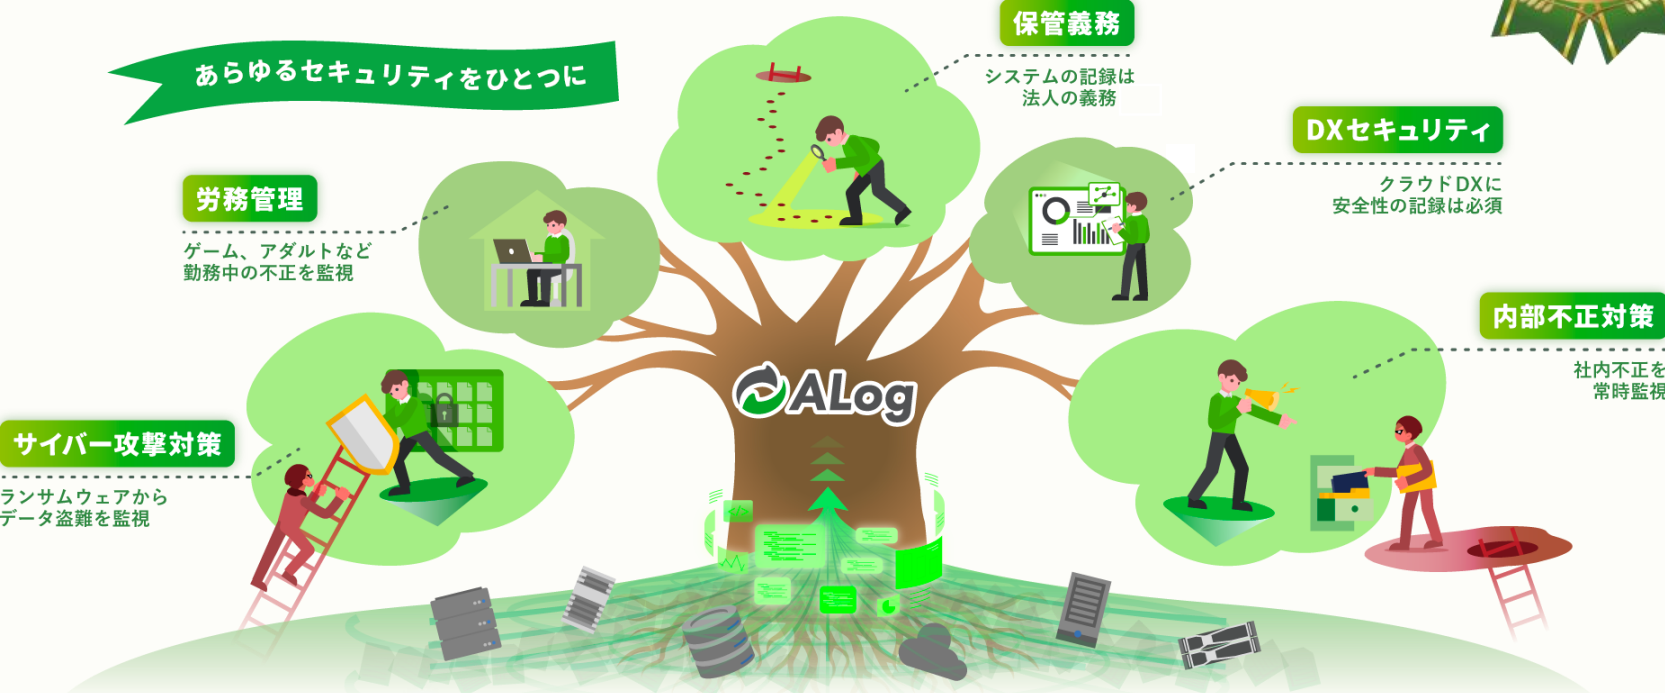 あらゆるセキュリティをひとつに
保管義務
システムの記録は
法人の義務
DXセキュリティ
クラウドDXに
安全性の記録は必須
労務管理
ゲーム、アダルトなど
勤務中の不正を監視
内部不正対策
社内不正を
常時監視
ALog
サイバー攻撃対策
ランサムウェアから
データ盗難を監視